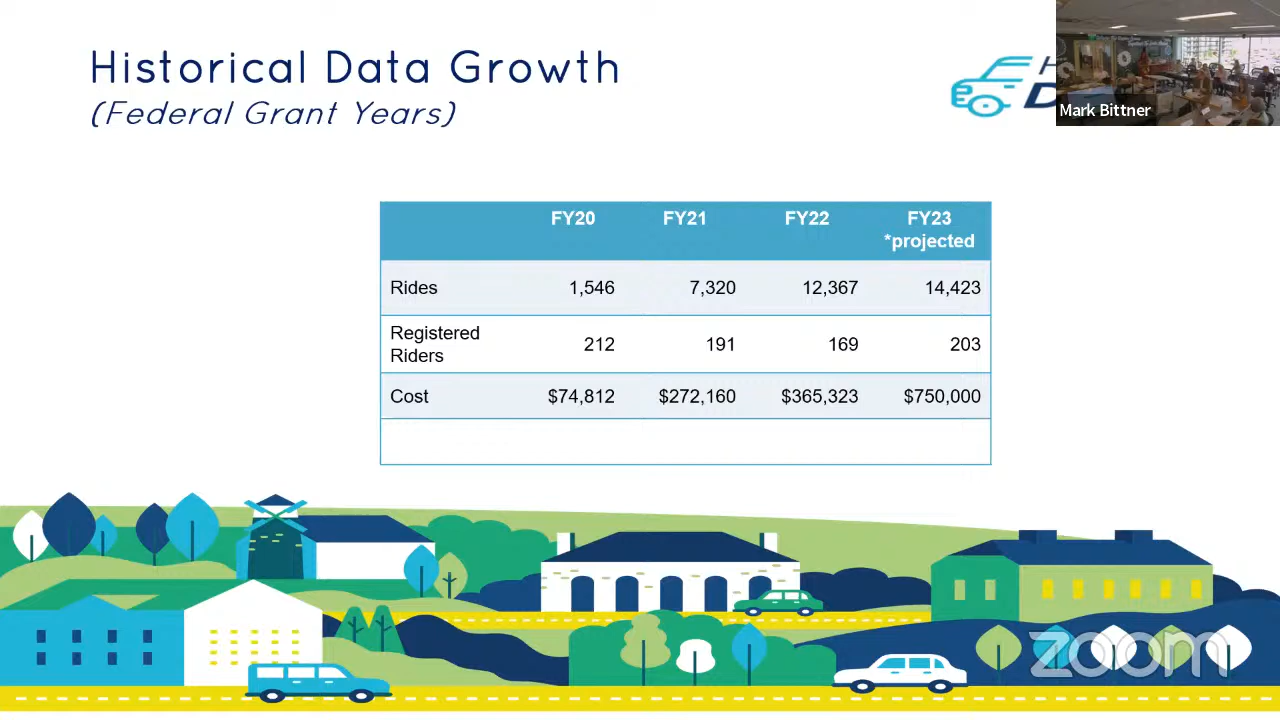 Historical Data Growth
(Federal Grant Years)
Mark Bittner
FY20 FY21 FY22 FY23
*projected
Rides 1,546 7,320 12,367 14,423
Registered
Riders 212 191 169 203
Cost $74,812 $272,160 $365,323 $750,000
zoom